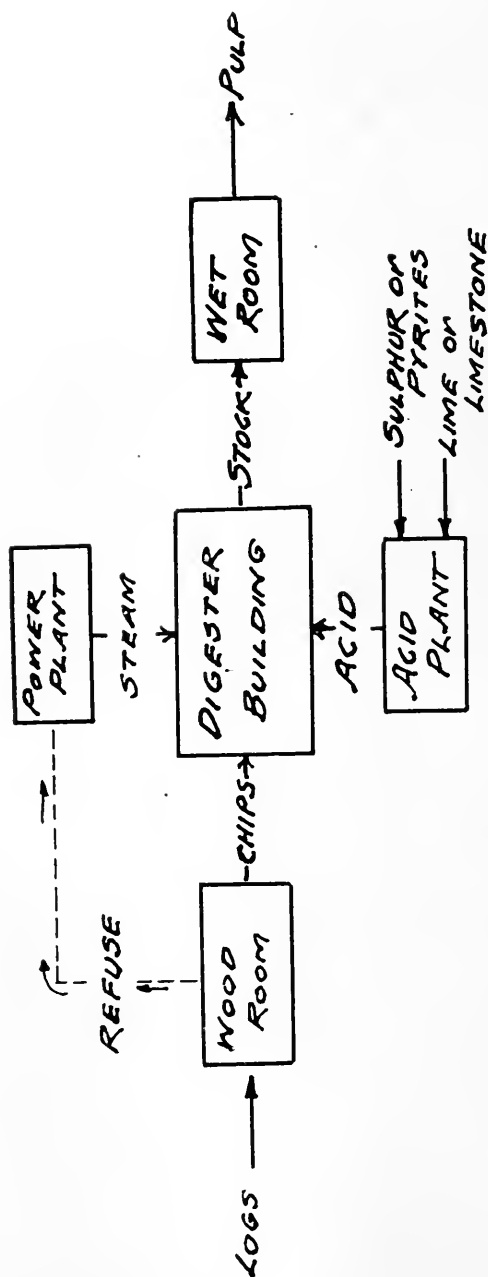 POWER
PLANT
STEAM
REFUSE
LOGS
WOOD
ROOM
CHIPS
DIGESTER
BUILDING
STOCK
WET
ROOM
PULP
ACID
ACID
PLANT
SULPHUR or
PYRITES
LIME or
LIMESTONE